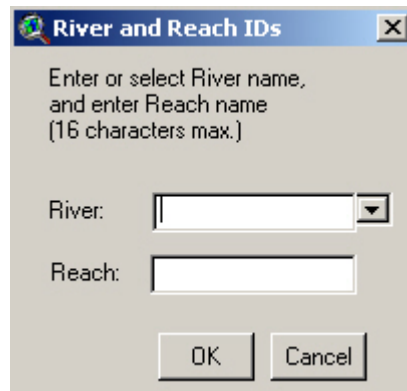 River and Reach IDs
Enter or select River name,
and enter Reach name
(16 characters max.)
River:
Reach:
OK Cancel